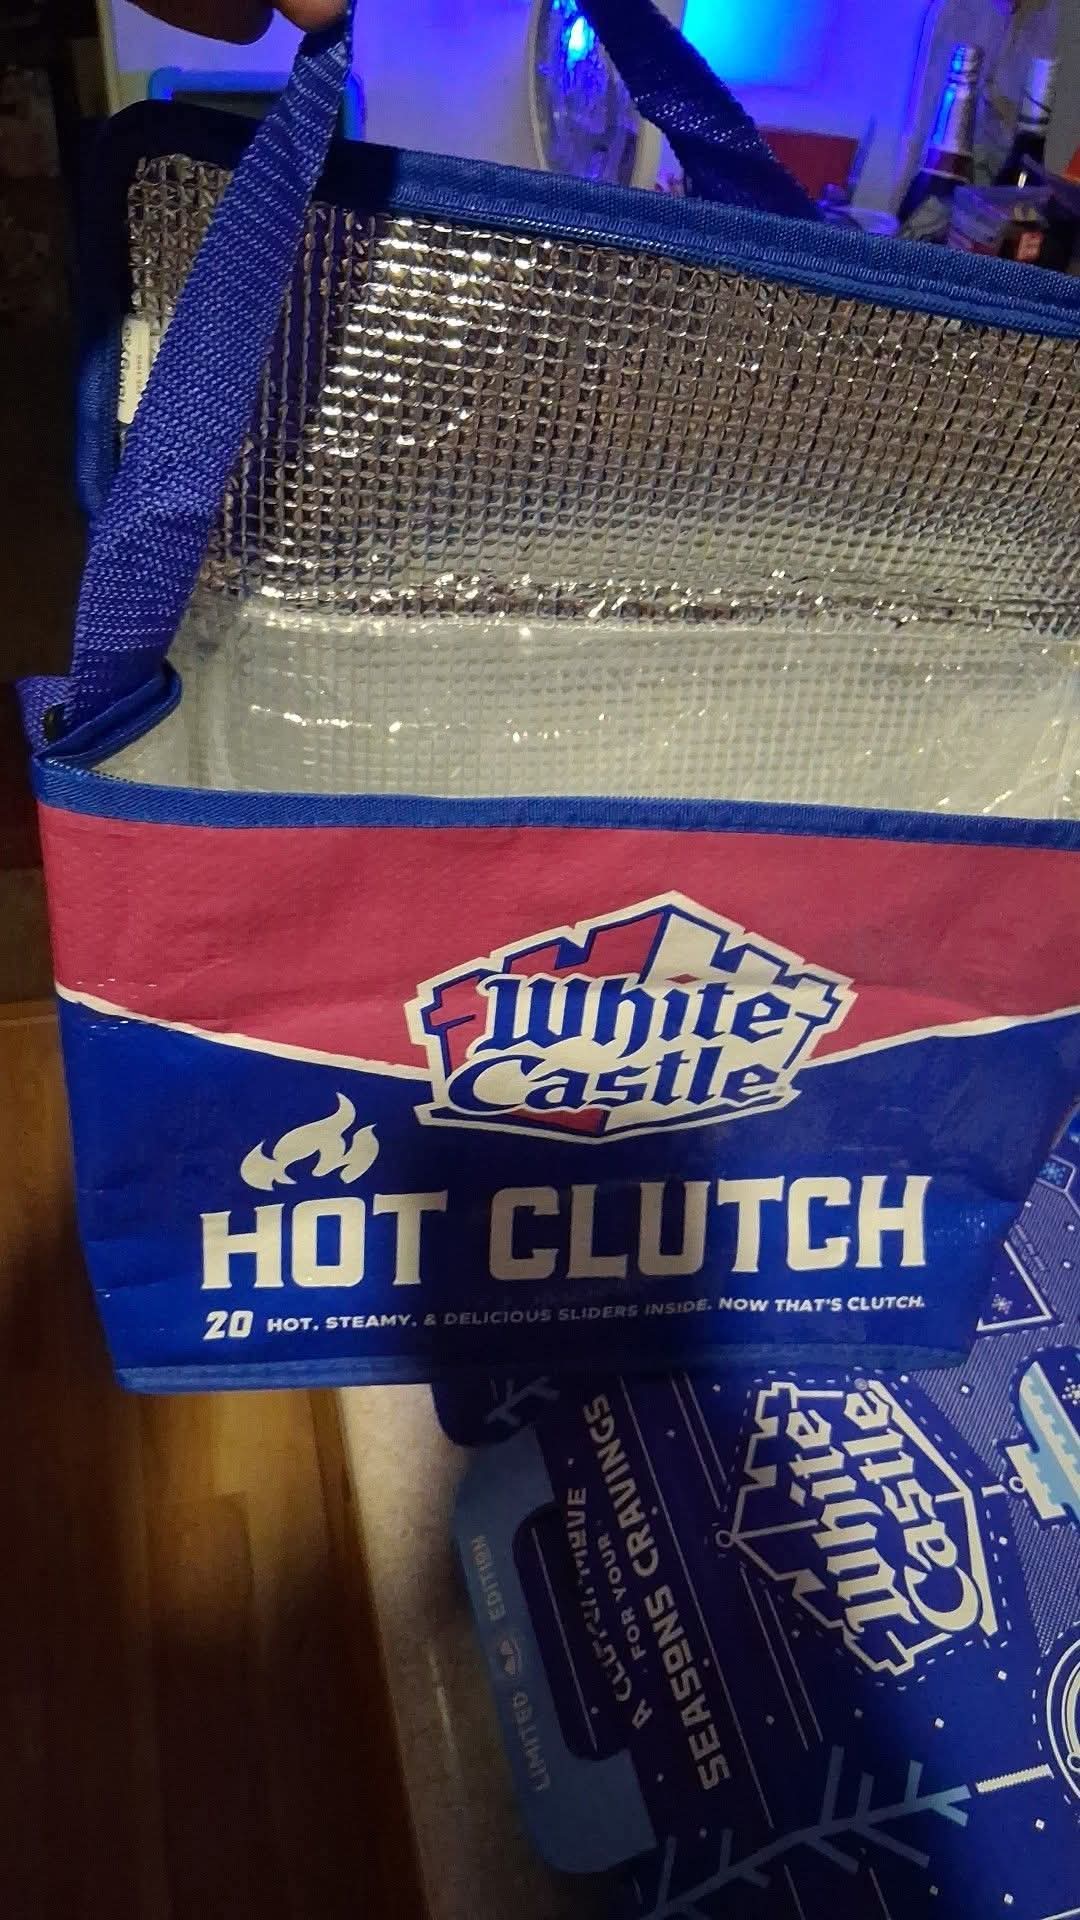 White
Castle
HOT CLUTCH
20 HOT, STEAMY, & DELICIOUS SLIDERS INSIDE. NOW THAT'S CLUTCH.
White
Castle
A
FOR YOUR
SEASON'S CRAVINGS
LIMITED EDITION